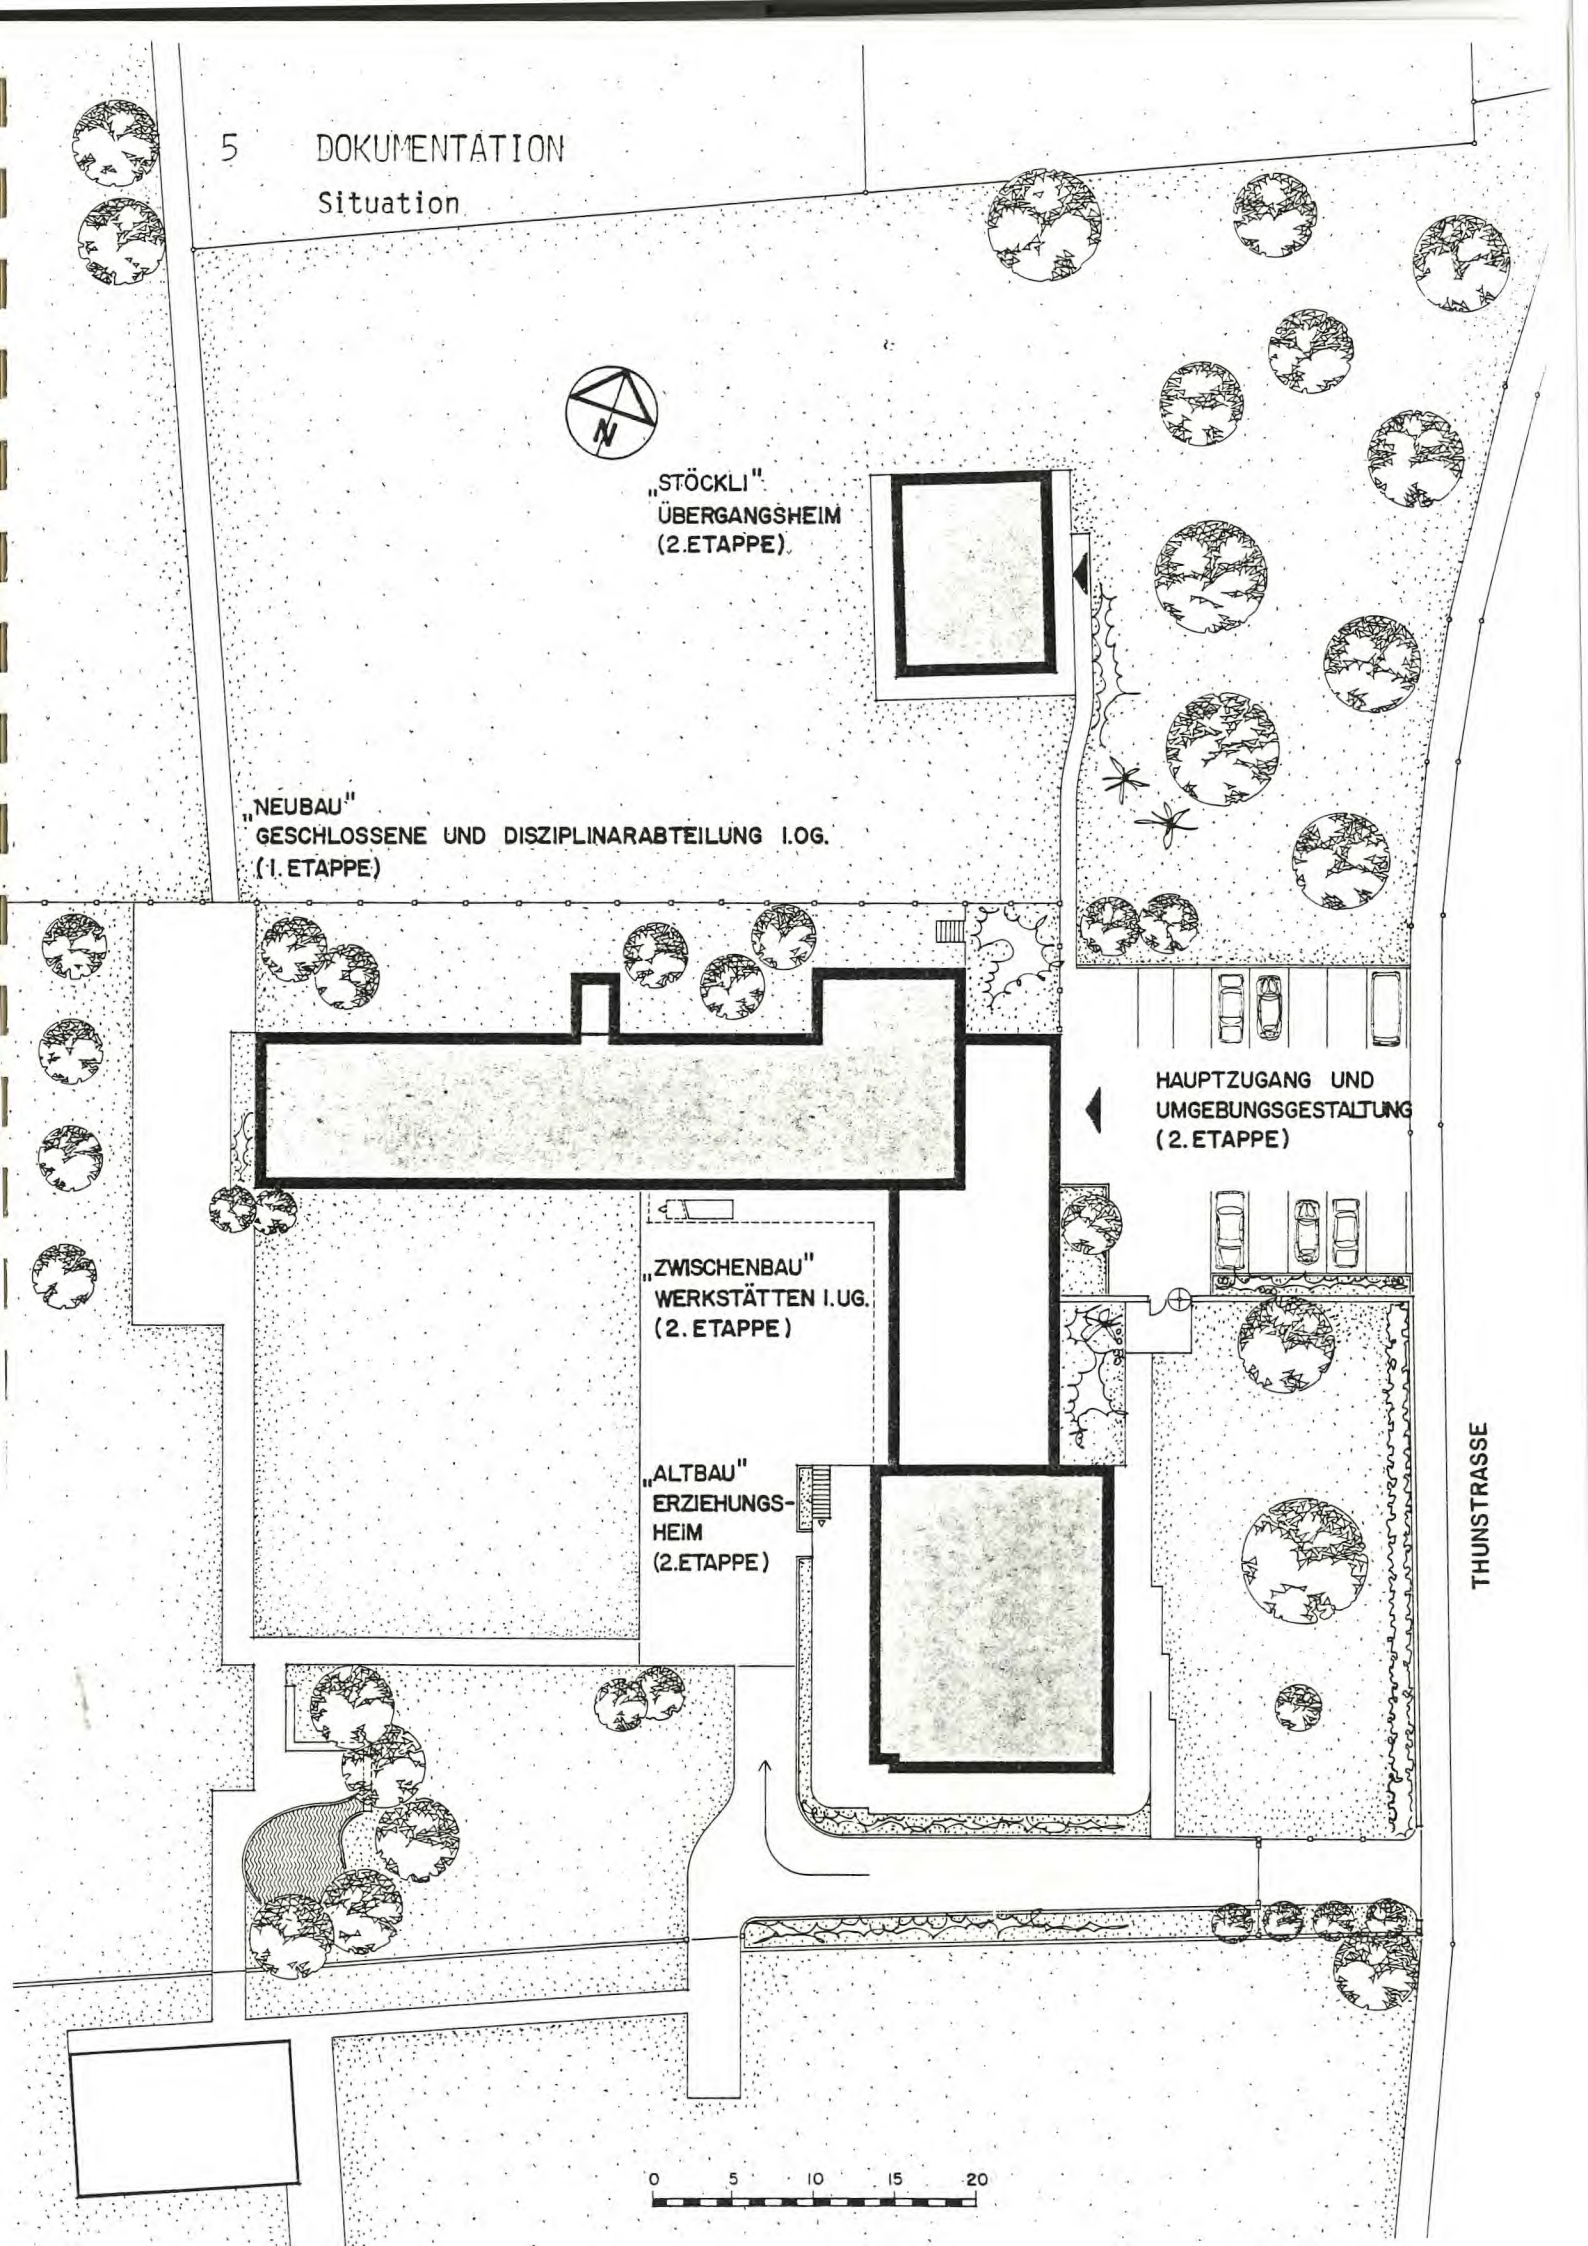 5 DOKUMENTATION
Situation
N
„STÖCKLI"
ÜBERGANGSHEIM
(2.ETAPPE)
„NEUBAU"
GESCHLOSSENE UND DISZIPLINARABTEILUNG I.OG.
(I. ETAPPE)
HAUPTZUGANG UND
UMGEBUNGSGESTALTUNG
(2. ETAPPE)
„ZWISCHENBAU"
WERKSTÄTTEN I.UG.
(2. ETAPPE)
„ALTBAU"
ERZIEHUNGS-
HEIM
(2.ETAPPE)
THUNSTRASSE
0 5 10 15 20